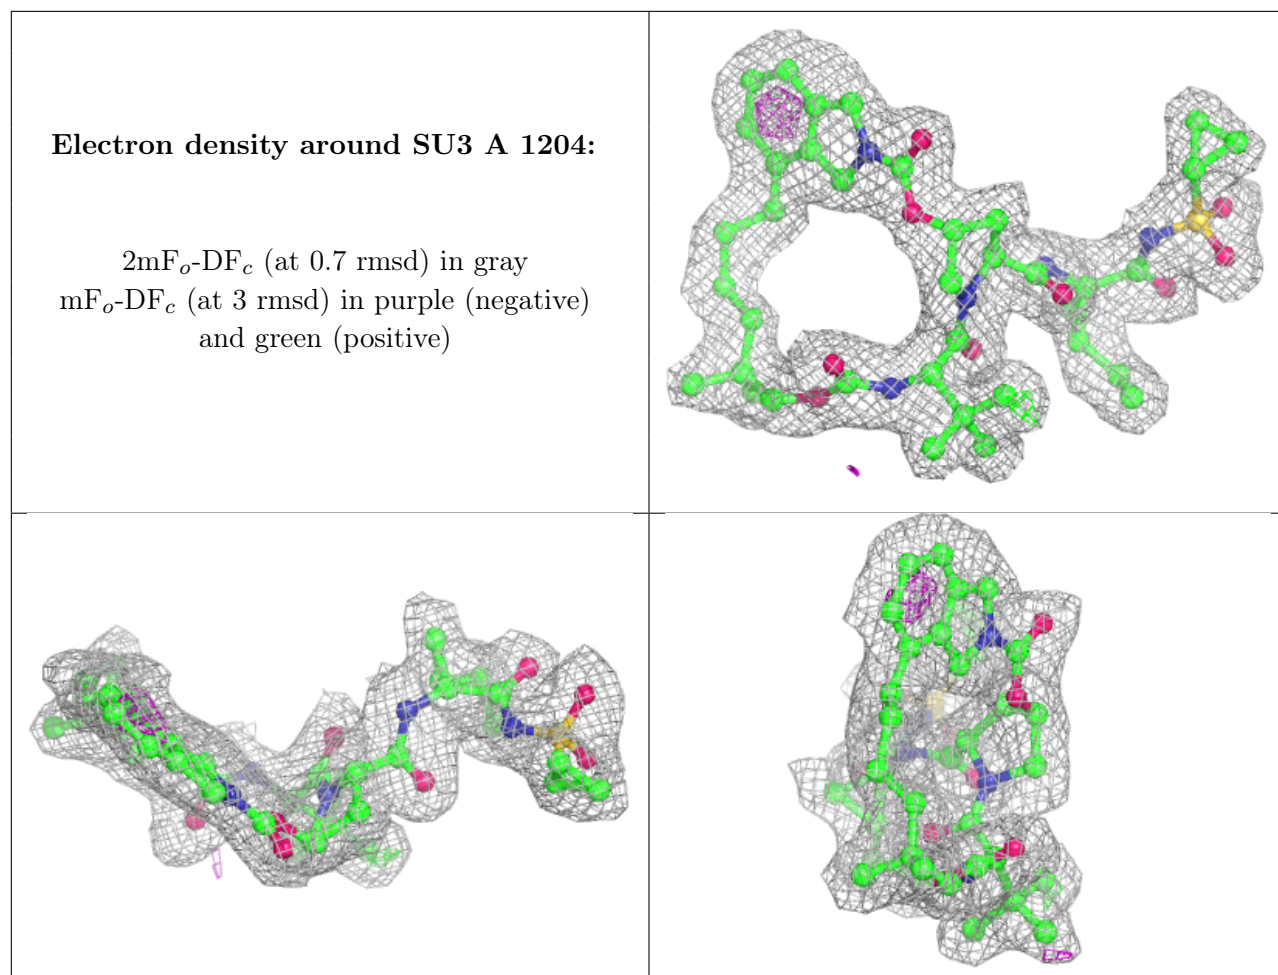 Electron density around SU3 A 1204:
2mFo-DFc (at 0.7 rmsd) in gray
mFo-DFc (at 3 rmsd) in purple (negative)
and green (positive)